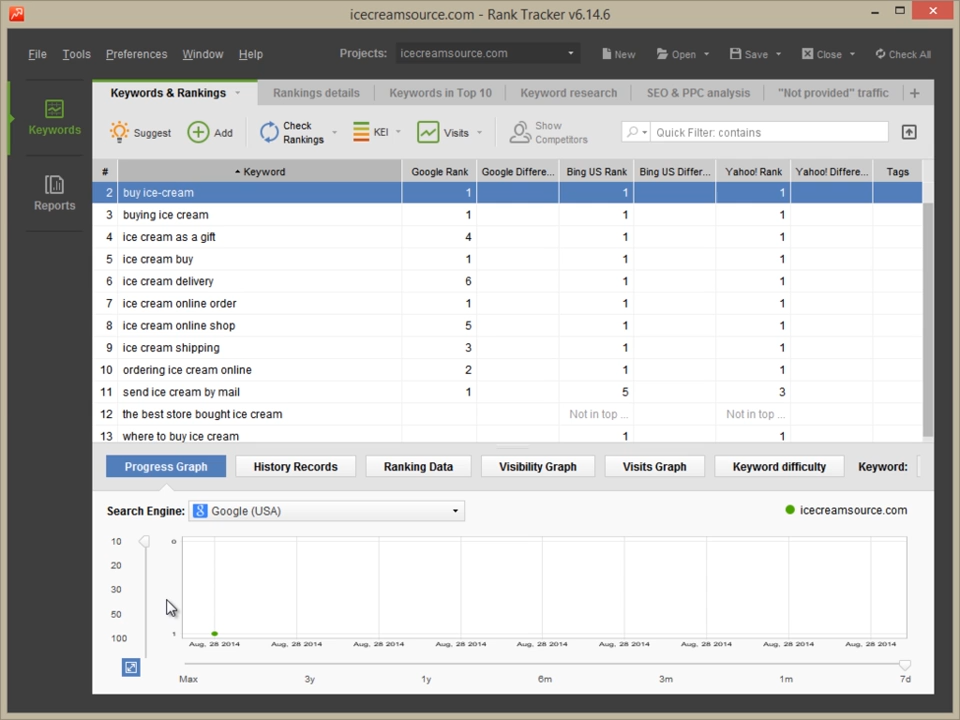 icecreamsource.com - Rank Tracker v6.14.6
File Tools Preferences Window Help Projects: icecreamsource.com New Open Save Close Check All
Keywords & Rankings Rankings details Keywords in Top 10 Keyword research SEO & PPC analysis "Not provided" traffic +
Keywords
Reports
Suggest Add Check Rankings KEI Visits Show Competitors Quick Filter: contains
# Keyword Google Rank Google Differe... Bing US Rank Bing US Differ... Yahoo! Rank Yahoo! Differe... Tags
2 buy ice-cream 1 1 1
3 buying ice cream 1 1 1
4 ice cream as a gift 4 1 1
5 ice cream buy 1 1 1
6 ice cream delivery 6 1 1
7 ice cream online order 1 1 1
8 ice cream online shop 5 1 1
9 ice cream shipping 3 1 1
10 ordering ice cream online 2 1 1
11 send ice cream by mail 1 5 3
12 the best store bought ice cream Not in top ... Not in top ...
13 where to buy ice cream 1 1
Progress Graph History Records Ranking Data Visibility Graph Visits Graph Keyword difficulty Keyword:
Search Engine: 8 Google (USA) icecreamsource.com
10 0
20
30
50
100 1
Aug, 28 2014 Aug, 28 2014 Aug, 28 2014 Aug, 28 2014 Aug, 28 2014 Aug, 28 2014 Aug, 28 2014 Aug, 28 2014 Aug, 28 2014
Max 3y 1y 6m 3m 1m 7d